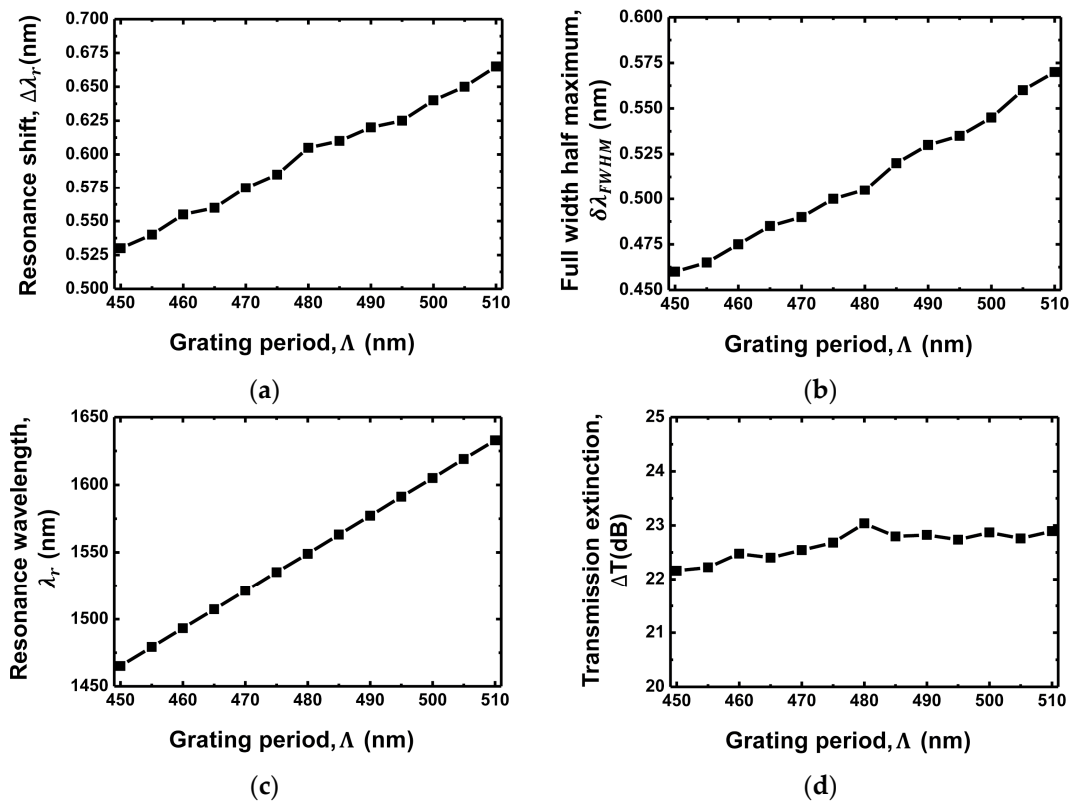 0.700
0.675
0.650
0.625
0.600
0.575
0.550
0.525
0.500
Resonance shift, Δλr(nm)
450 460 470 480 490 500 510
Grating period, Λ (nm)
(a)
0.600
0.575
0.550
0.525
0.500
0.475
0.450
Full width half maximum,
δλFWHM (nm)
450 460 470 480 490 500 510
Grating period, Λ (nm)
(b)
1650
1600
1550
1500
1450
Resonance wavelength,
λr (nm)
450 460 470 480 490 500 510
Grating period, Λ (nm)
(c)
25
24
23
22
21
20
Transmission extinction,
ΔT(dB)
450 460 470 480 490 500 510
Grating period, Λ (nm)
(d)